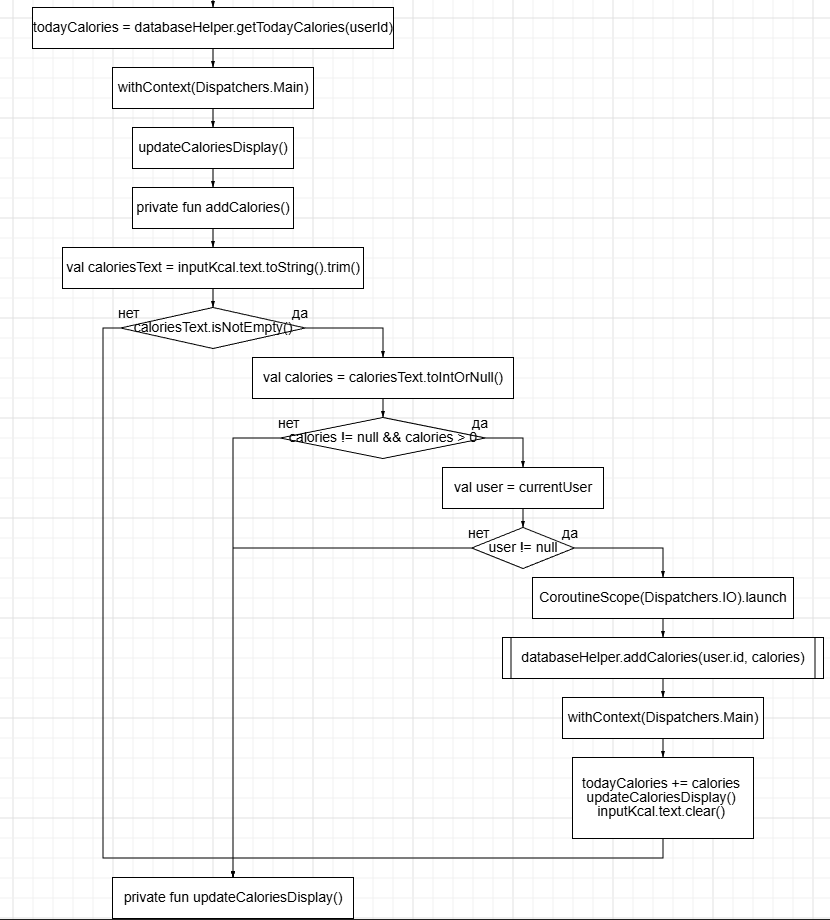 todayCalories = databaseHelper.getTodayCalories(userId)
withContext(Dispatchers.Main)
updateCaloriesDisplay()
private fun addCalories()
val caloriesText = inputKcal.text.toString().trim()
нет
да
caloriesText.isNotEmpty()
val calories = caloriesText.toIntOrNull()
нет
да
calories != null && calories > 0
val user = currentUser
нет
да
user != null
CoroutineScope(Dispatchers.IO).launch
databaseHelper.addCalories(user.id, calories)
withContext(Dispatchers.Main)
todayCalories += calories
updateCaloriesDisplay()
inputKcal.text.clear()
private fun updateCaloriesDisplay()